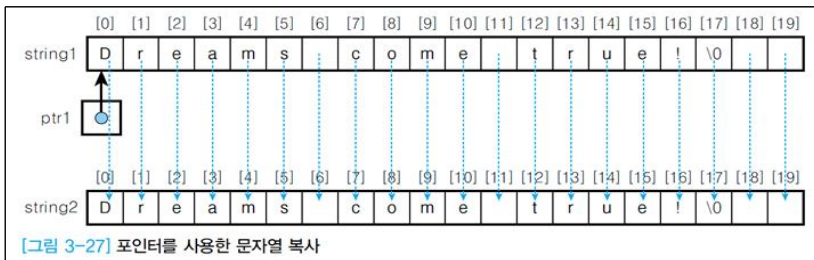 [0] [1] [2] [3] [4] [5] [6] [7] [8] [9] [10] [11] [12] [13] [14] [15] [16] [17] [18] [19]
string1 D r e a m s c o m e t r u e ! \0
ptr1
[0] [1] [2] [3] [4] [5] [6] [7] [8] [9] [10] [11] [12] [13] [14] [15] [16] [17] [18] [19]
string2 D r e a m s c o m e t r u e ! \0
[그림 3-27] 포인터를 사용한 문자열 복사